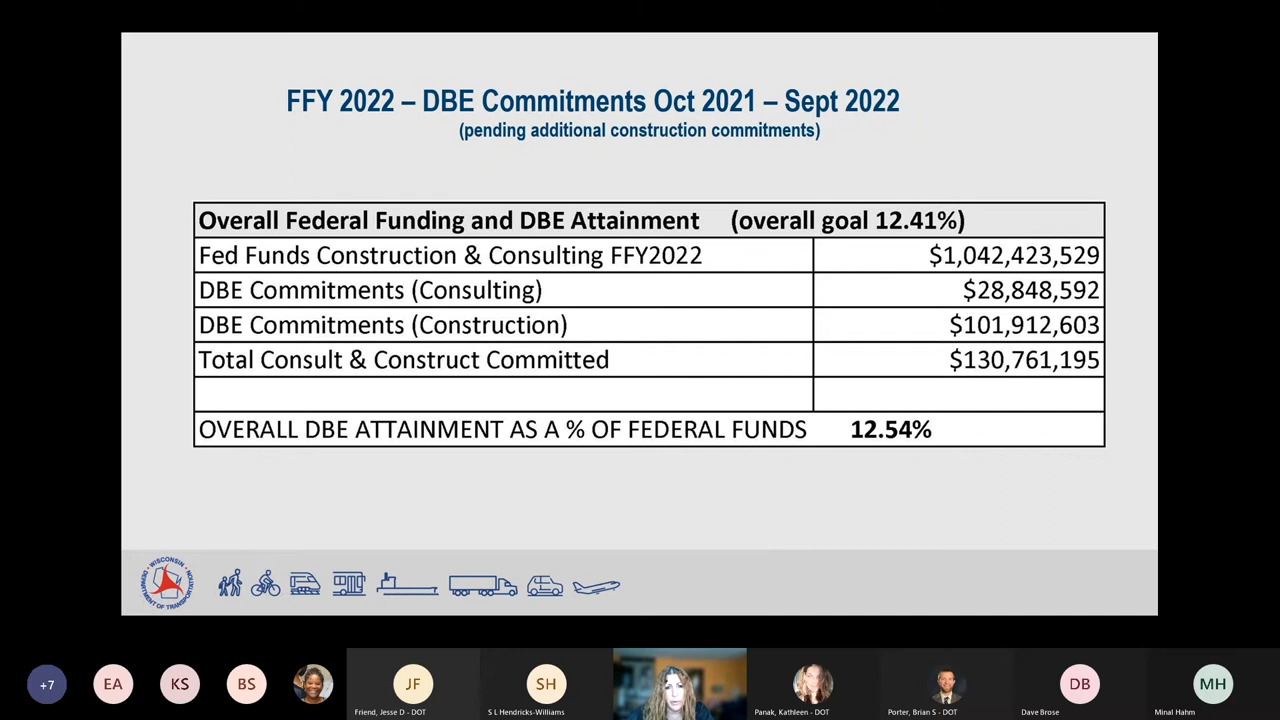 FFY 2022 – DBE Commitments Oct 2021 – Sept 2022
(pending additional construction commitments)
Overall Federal Funding and DBE Attainment (overall goal 12.41%)
Fed Funds Construction & Consulting FFY2022 $1,042,423,529
DBE Commitments (Consulting) $28,848,592
DBE Commitments (Construction) $101,912,603
Total Consult & Construct Committed $130,761,195
OVERALL DBE ATTAINMENT AS A % OF FEDERAL FUNDS 12.54%
WISCONSIN
DEPARTMENT OF TRANSPORTATION
+7 EA KS BS JF SH DB MH
Friend, Jesse D - DOT S L Hendricks-Williams Panak, Kathleen - DOT Porter, Brian S - DOT Dave Brose Minal Hahm